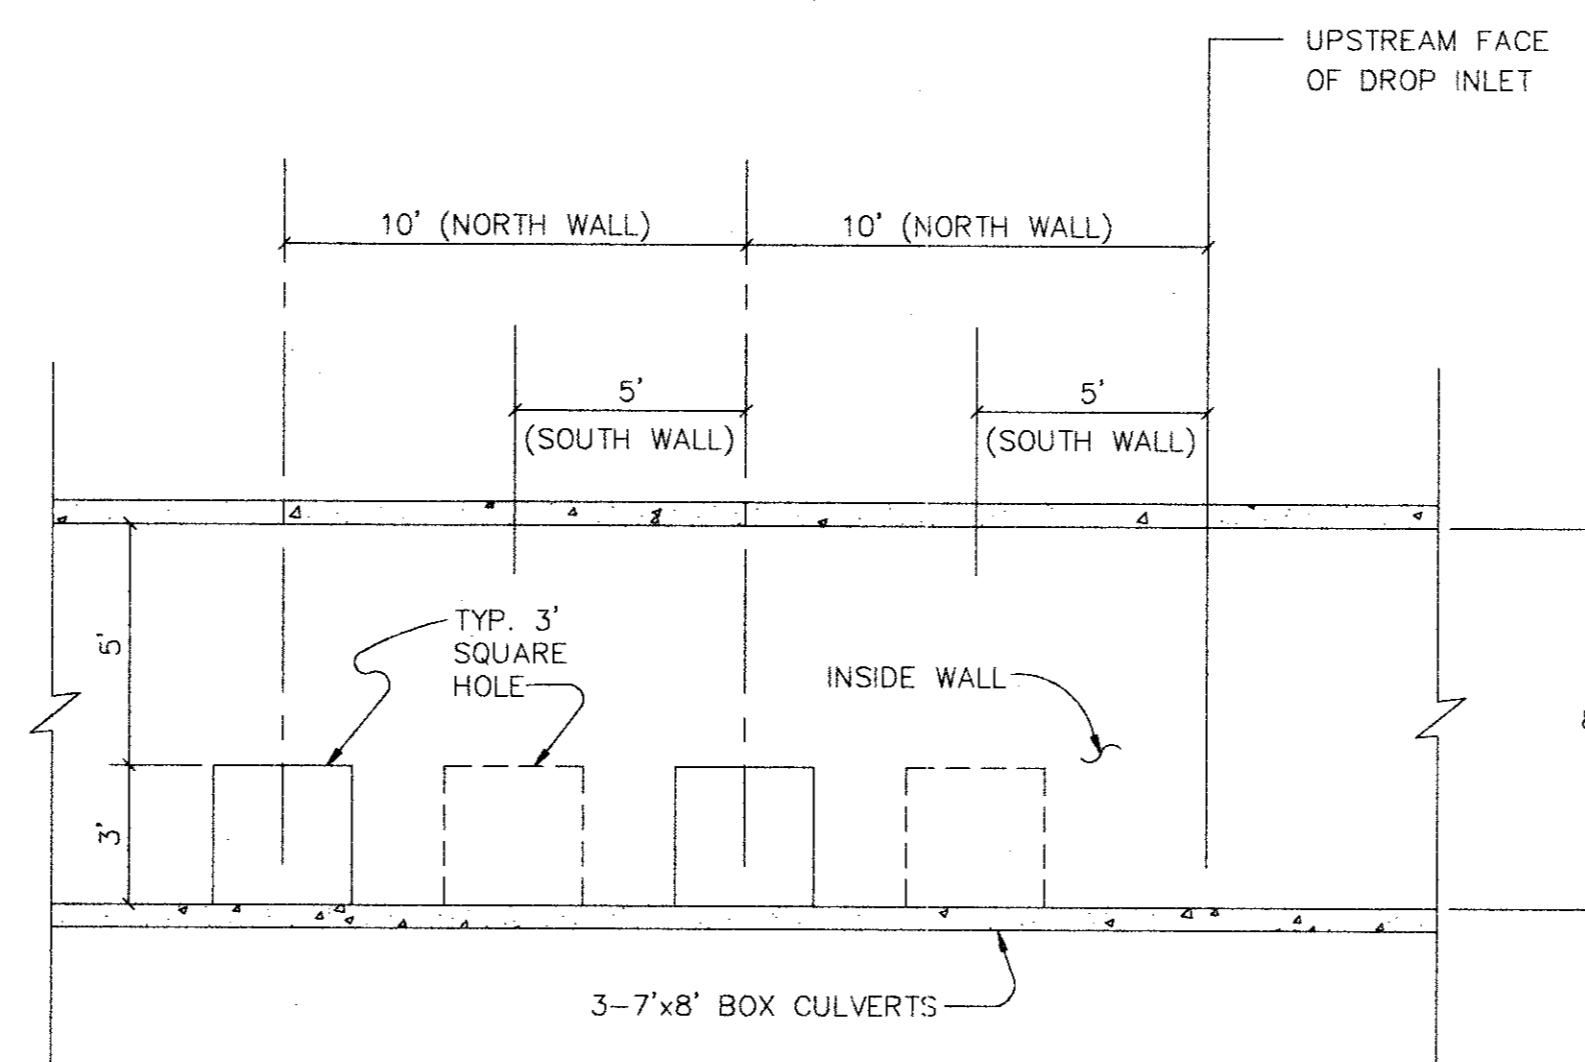 UPSTREAM FACE
OF DROP INLET
10' (NORTH WALL)
10' (NORTH WALL)
5'
(SOUTH WALL)
5'
(SOUTH WALL)
5'
TYP. 3'
SQUARE
HOLE
INSIDE WALL
3'
3-7'x8' BOX CULVERTS